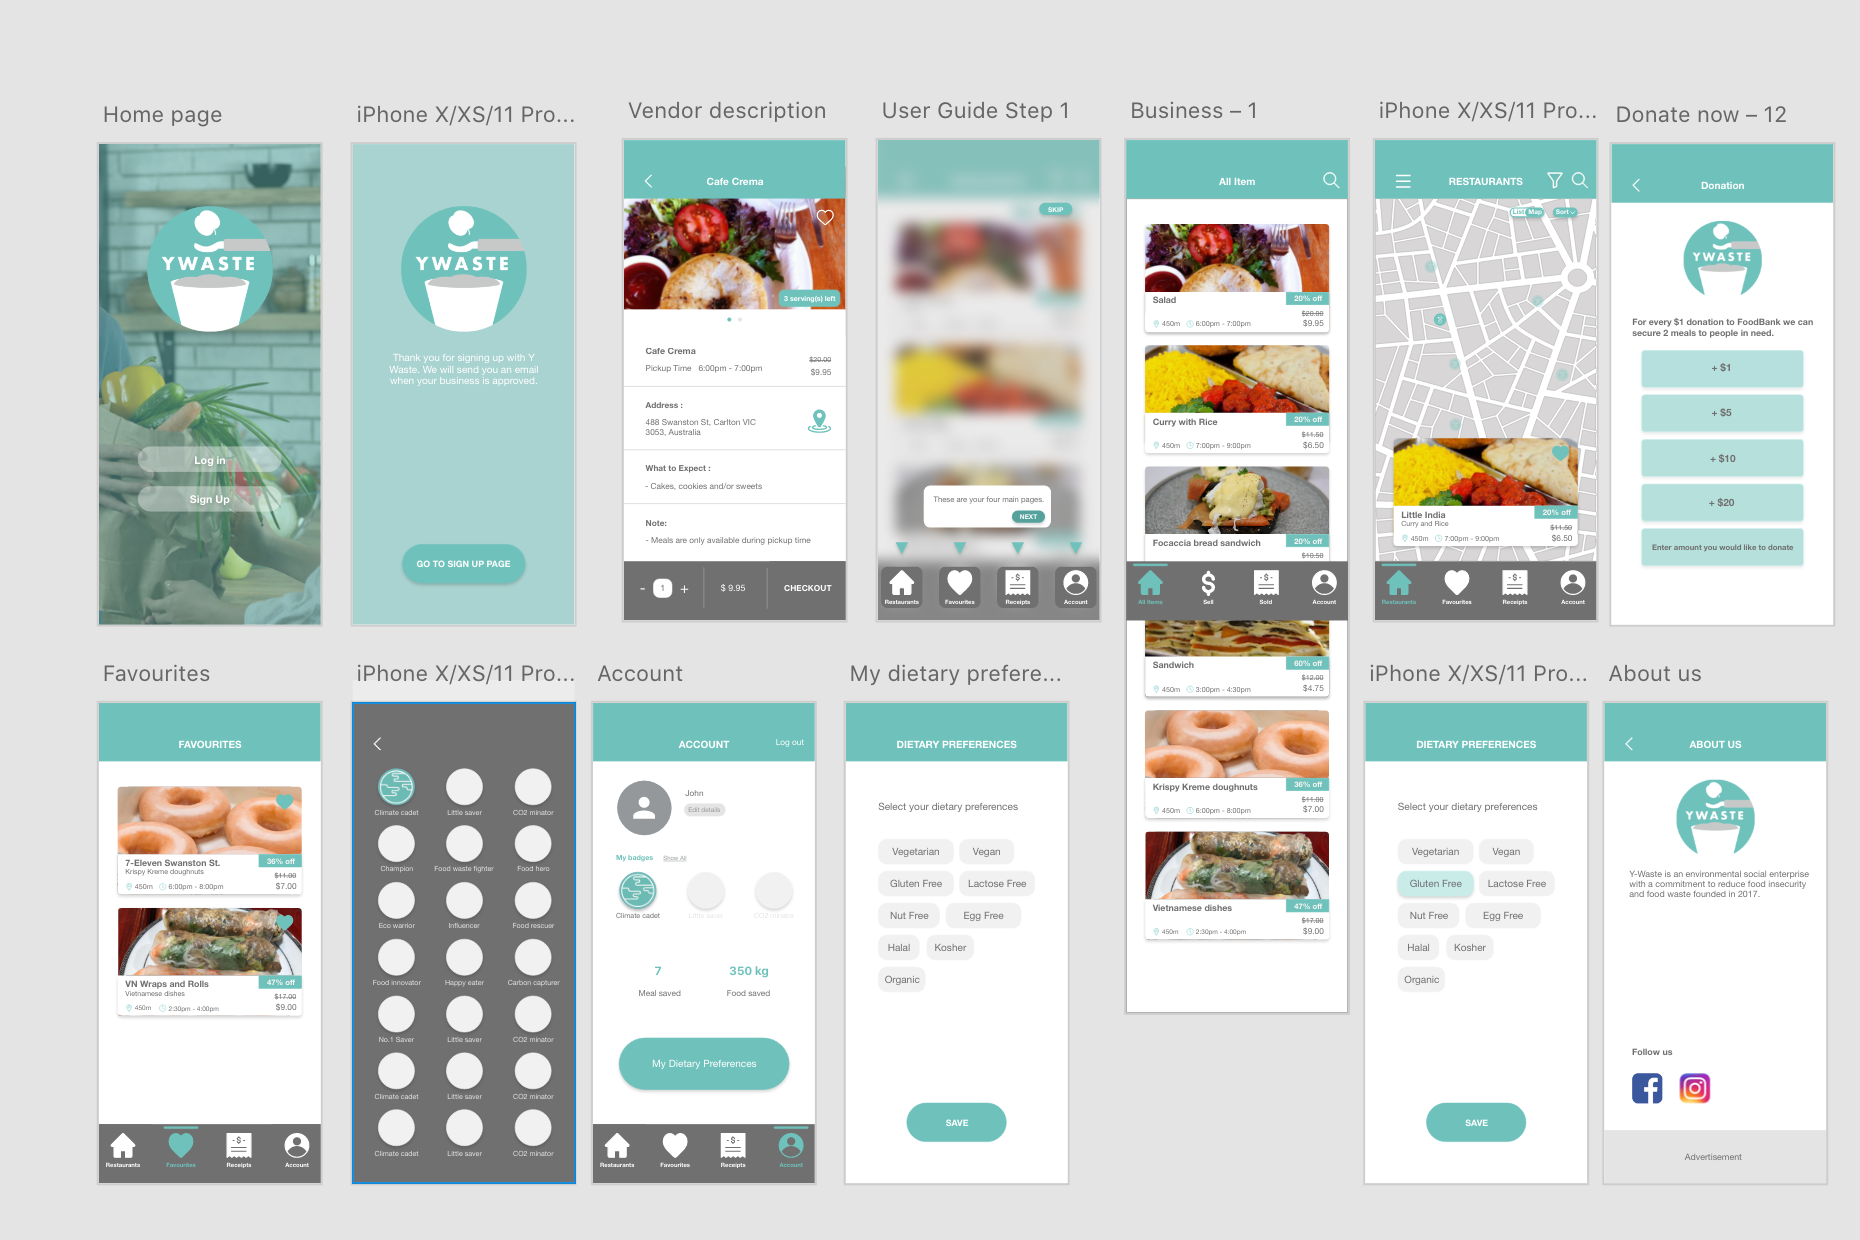 Home page
YWASTE
Log in
Sign Up
iPhone X/XS/11 Pro...
YWASTE
Thank you for signing up with Y
Waste. We will send you an email
when your business is approved.
GO TO SIGN UP PAGE
Vendor description
Cafe Crema
3 serving(s) left
Cafe Crema
$20.00
Pickup Time 6:00pm - 7:00pm
$9.95
Address :
488 Swanston St, Carlton VIC
3053, Australia
What to Expect :
- Cakes, cookies and/or sweets
Note:
- Meals are only available during pickup time
- 1 + $ 9.95 CHECKOUT
User Guide Step 1
SKIP
These are your four main pages.
NEXT
Restaurants Favourites Receipts Account
Business – 1
All Item
Salad 20% off
$20.00
450m 6:00pm - 7:00pm $9.95
Curry with Rice 20% off
$11.50
450m 7:00pm - 9:00pm $6.50
Focaccia bread sandwich 20% off
$10.50
All Items Sell Sold Account
Sandwich 60% off
$12.00
450m 3:00pm - 4:30pm $4.75
Krispy Kreme doughnuts 36% off
$11.00
450m 6:00pm - 8:00pm $7.00
Vietnamese dishes 47% off
$17.00
450m 2:30pm - 4:00pm $9.00
iPhone X/XS/11 Pro...
RESTAURANTS
List Map Sort
Little India 20% off
Curry and Rice $11.50
450m 7:00pm - 9:00pm $6.50
Restaurants Favourites Receipts Account
Donate now – 12
Donation
YWASTE
For every $1 donation to FoodBank we can
secure 2 meals to people in need.
+ $1
+ $5
+ $10
+ $20
Enter amount you would like to donate
Favourites
FAVOURITES
7-Eleven Swanston St. 36% off
Krispy Kreme doughnuts $11.00
450m 6:00pm - 8:00pm $7.00
VN Wraps and Rolls 47% off
Vietnamese dishes $17.00
450m 2:30pm - 4:00pm $9.00
Restaurants Favourites Receipts Account
iPhone X/XS/11 Pro...
Climate cadet Little saver CO2 minator
Champion Food waste fighter Food hero
Eco warrior Influencer Food rescuer
Food innovator Happy eater Carbon capturer
No.1 Saver Little saver CO2 minator
Climate cadet Little saver CO2 minator
Climate cadet Little saver CO2 minator
Account
ACCOUNT Log out
John
Edit details
My badges Show All
Climate cadet Little saver CO2 minator
7 350 kg
Meal saved Food saved
My Dietary Preferences
Restaurants Favourites Receipts Account
My dietary prefere...
DIETARY PREFERENCES
Select your dietary preferences
Vegetarian Vegan
Gluten Free Lactose Free
Nut Free Egg Free
Halal Kosher
Organic
SAVE
iPhone X/XS/11 Pro...
DIETARY PREFERENCES
Select your dietary preferences
Vegetarian Vegan
Gluten Free Lactose Free
Nut Free Egg Free
Halal Kosher
Organic
SAVE
About us
ABOUT US
YWASTE
Y-Waste is an environmental social enterprise
with a commitment to reduce food insecurity
and food waste founded in 2017.
Follow us
Advertisement